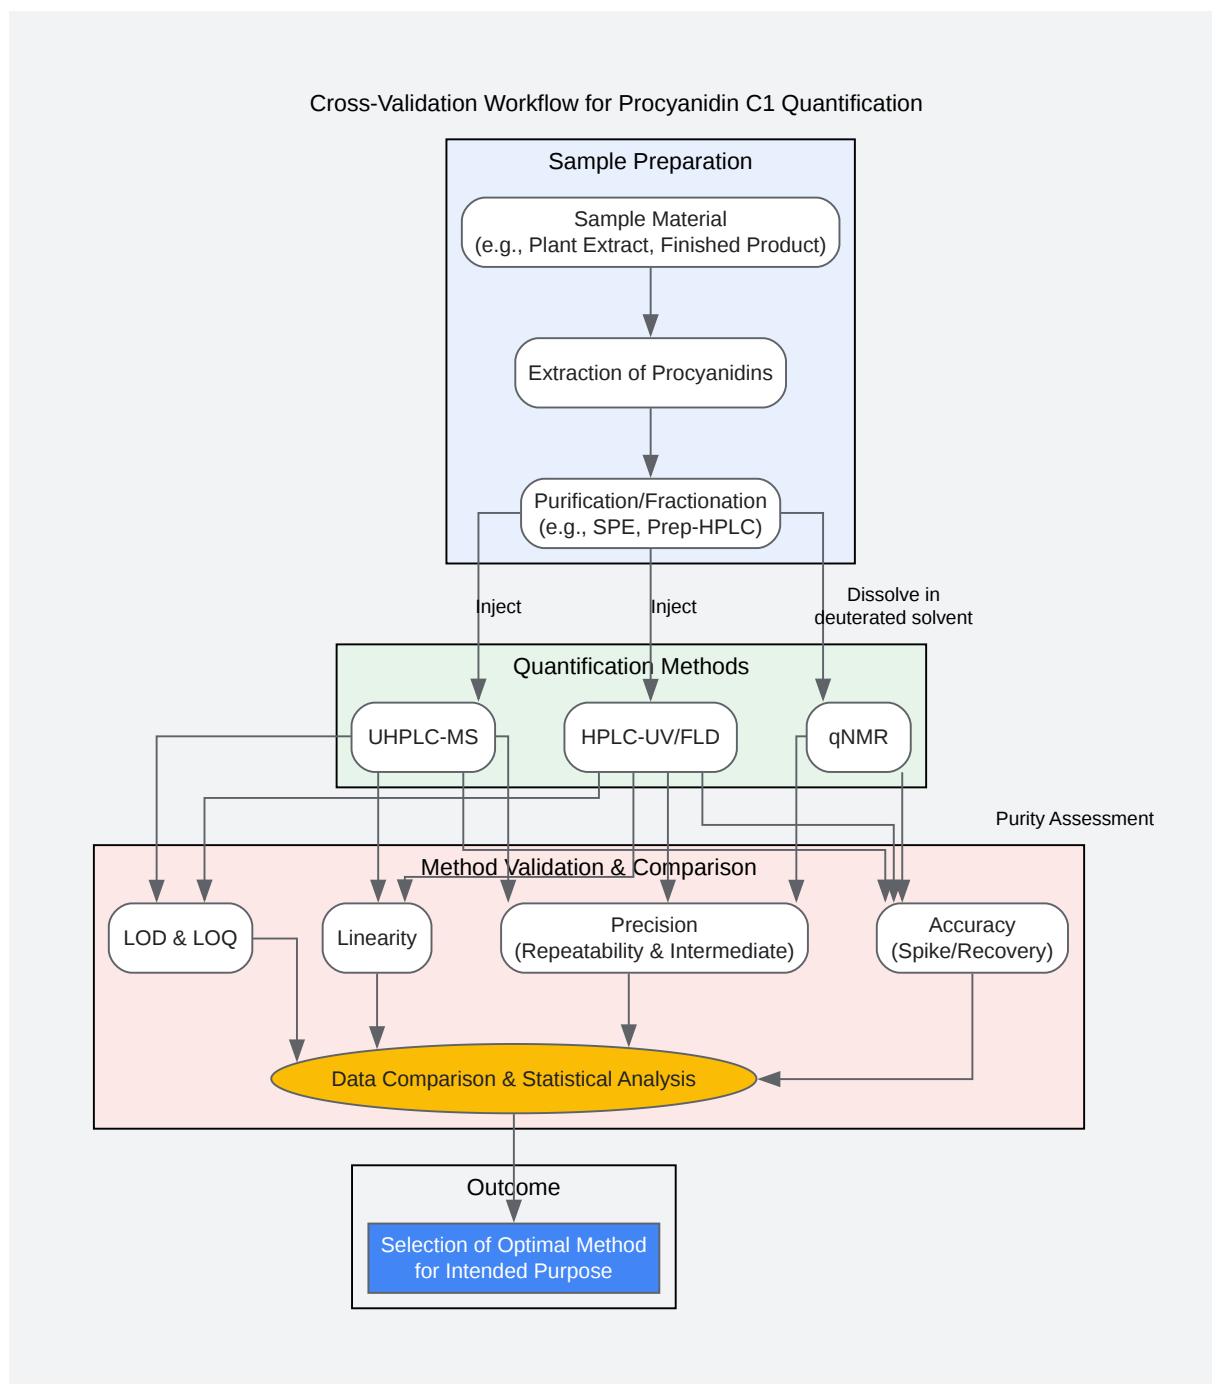 Cross-Validation Workflow for Procyanidin C1 Quantification
Sample Preparation
Sample Material
(e.g., Plant Extract, Finished Product)
Extraction of Procyanidins
Purification/Fractionation
(e.g., SPE, Prep-HPLC)
Inject
Inject
Dissolve in
deuterated solvent
Quantification Methods
UHPLC-MS
HPLC-UV/FLD
qNMR
Purity Assessment
Method Validation & Comparison
LOD & LOQ
Linearity
Precision
(Repeatability & Intermediate)
Accuracy
(Spike/Recovery)
Data Comparison & Statistical Analysis
Outcome
Selection of Optimal Method
for Intended Purpose